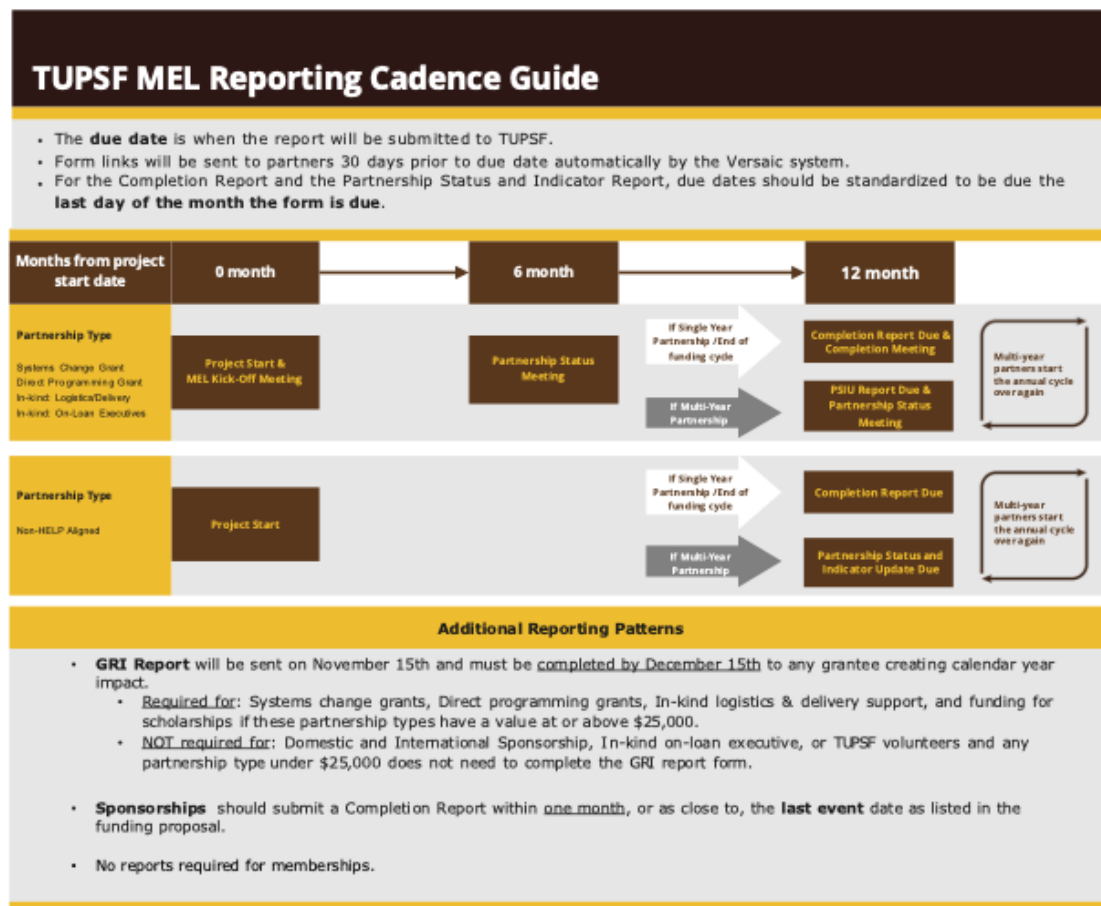 TUPSF MEL Reporting Cadence Guide
• The due date is when the report will be submitted to TUPSF.
• Form links will be sent to partners 30 days prior to due date automatically by the Versaic system.
• For the Completion Report and the Partnership Status and Indicator Report, due dates should be standardized to be due the
last day of the month the form is due.
Months from project
start date
0 month
6 month
12 month
Partnership Type
Systems Change Grant
Direct Programming Grant
In-kind: Logistics/Delivery
In-kind: On-Loan Executives
Project Start &
MEL Kick-Off Meeting
Partnership Status
Meeting
If Single Year
Partnership /End of
funding cycle
Completion Report Due &
Completion Meeting
If Multi-Year
Partnership
PSIU Report Due &
Partnership Status
Meeting
Multi-year
partners start
the annual cycle
over again
Partnership Type
Non-HELP Aligned
Project Start
If Single Year
Partnership /End of
funding cycle
Completion Report Due
If Multi-Year
Partnership
Partnership Status and
Indicator Update Due
Multi-year
partners start
the annual cycle
over again
Additional Reporting Patterns
• GRI Report will be sent on November 15th and must be completed by December 15th to any grantee creating calendar year
impact.
• Required for: Systems change grants, Direct programming grants, In-kind logistics & delivery support, and funding for
scholarships if these partnership types have a value at or above $25,000.
• NOT required for: Domestic and International Sponsorship, In-kind on-loan executive, or TUPSF volunteers and any
partnership type under $25,000 does not need to complete the GRI report form.
• Sponsorships should submit a Completion Report within one month, or as close to, the last event date as listed in the
funding proposal.
• No reports required for memberships.